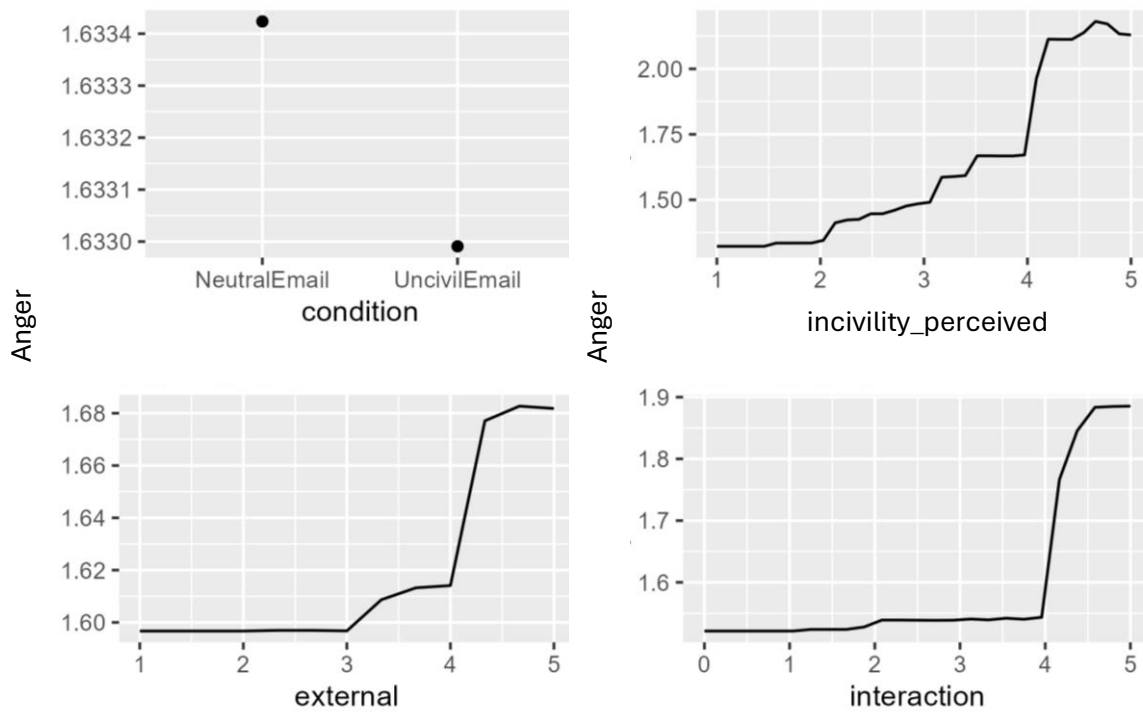 1.6334
1.6333
1.6332
1.6331
1.6330
NeutralEmail UncivilEmail
condition
Anger
2.00
1.75
1.50
1 2 3 4 5
incivility_perceived
Anger
1.68
1.66
1.64
1.62
1.60
1 2 3 4 5
external
1.9
1.8
1.7
1.6
0 1 2 3 4 5
interaction